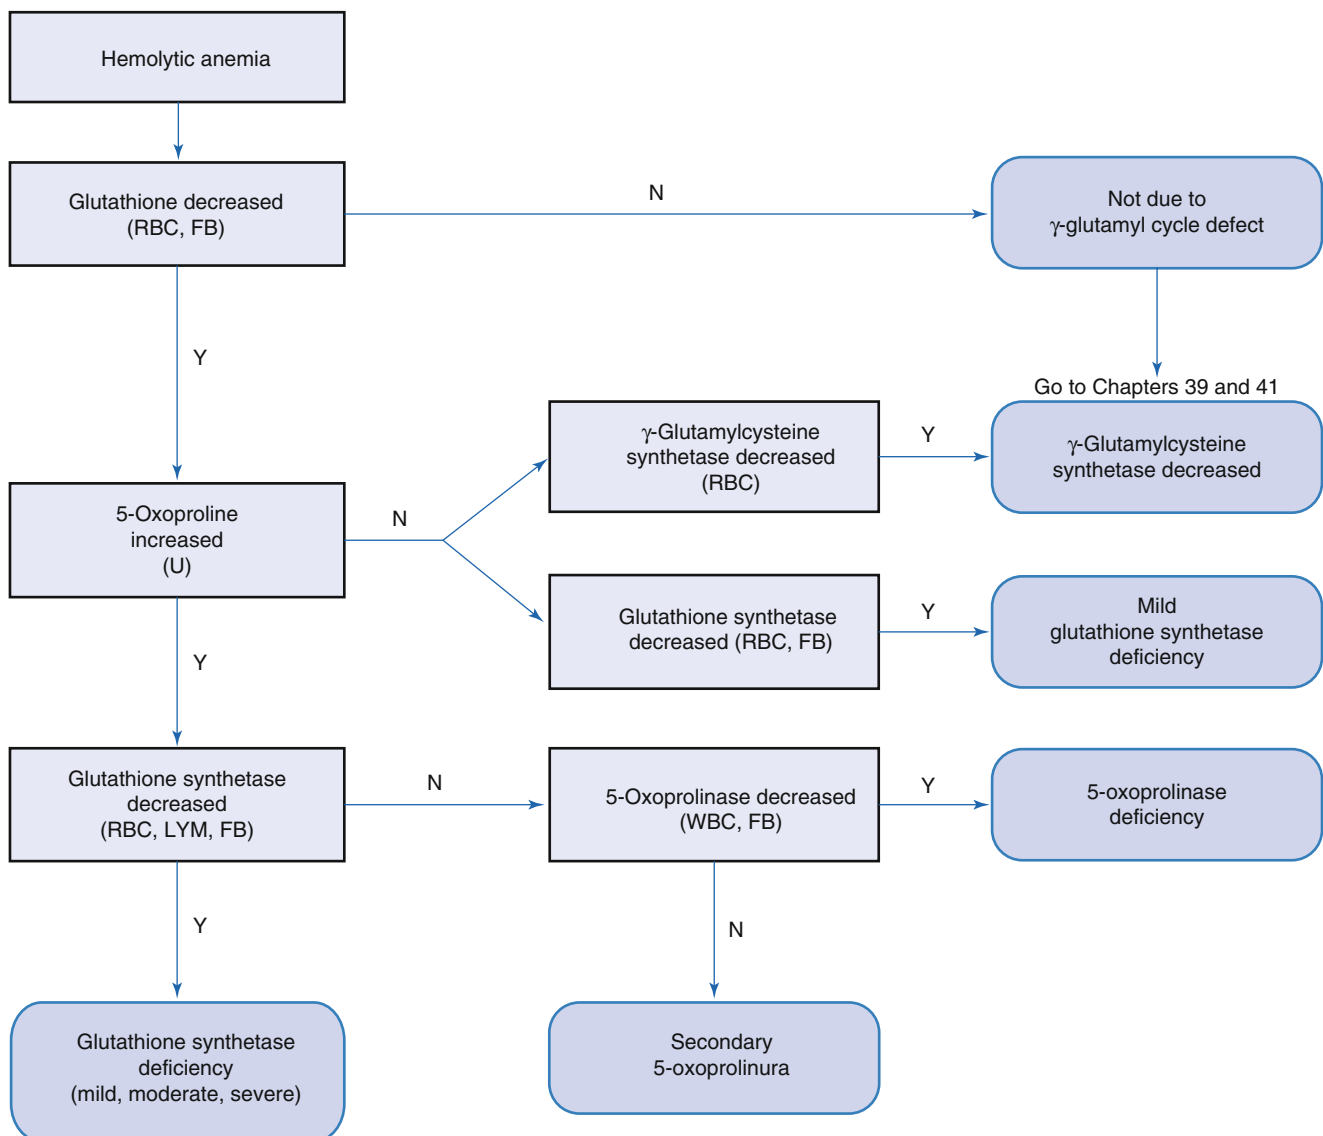 Hemolytic anemia
Glutathione decreased
(RBC, FB)
N
Not due to
γ-glutamyl cycle defect
Y
Go to Chapters 39 and 41
γ-Glutamylcysteine
synthetase decreased
(RBC)
Y
γ-Glutamylcysteine
synthetase decreased
5-Oxoproline
increased
(U)
N
Glutathione synthetase
decreased (RBC, FB)
Y
Mild
glutathione synthetase
deficiency
Y
Glutathione synthetase
decreased
(RBC, LYM, FB)
N
5-Oxoprolinase decreased
(WBC, FB)
Y
5-oxoprolinase
deficiency
Y
N
Glutathione synthetase
deficiency
(mild, moderate, severe)
Secondary
5-oxoprolinura